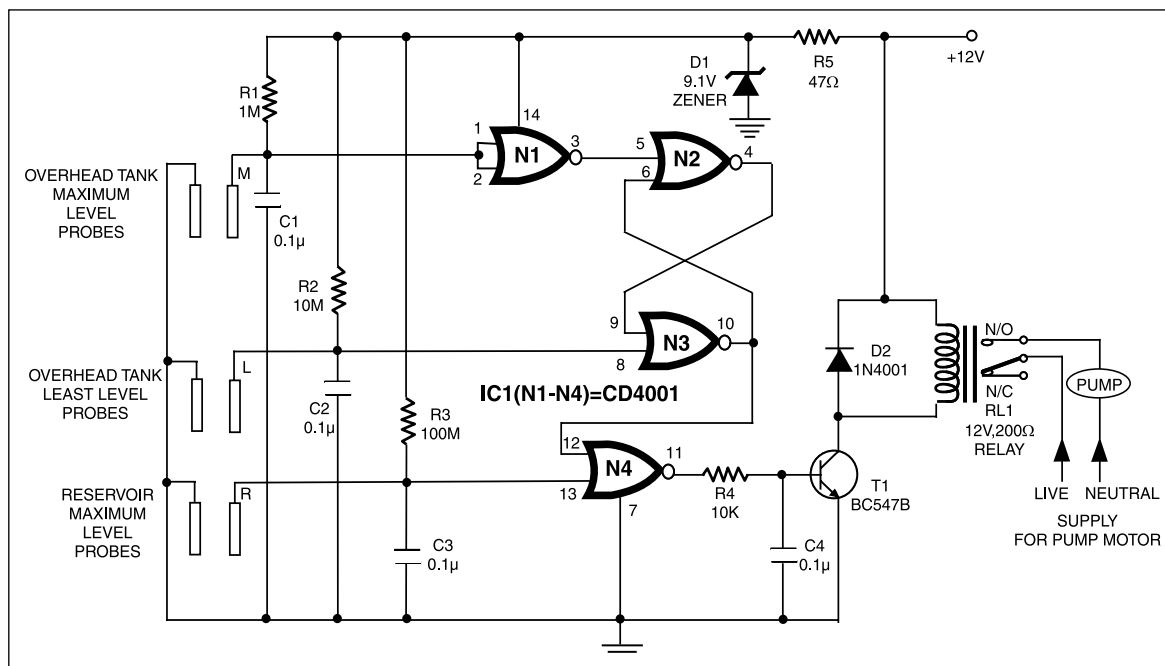 +12V
R5
47Ω
D1
9.1V
ZENER
R1
1M
14
1
2
N1
3
5
6
N2
4
OVERHEAD TANK
MAXIMUM
LEVEL
PROBES
M
C1
0.1µ
R2
10M
9
8
N3
10
D2
1N4001
N/O
N/C
RL1
12V,200Ω
RELAY
PUMP
OVERHEAD TANK
LEAST LEVEL
PROBES
L
C2
0.1µ
IC1(N1-N4)=CD4001
R3
100M
12
13
N4
11
7
R4
10K
T1
BC547B
LIVE
NEUTRAL
SUPPLY
FOR PUMP MOTOR
RESERVOIR
MAXIMUM
LEVEL
PROBES
R
C3
0.1µ
C4
0.1µ